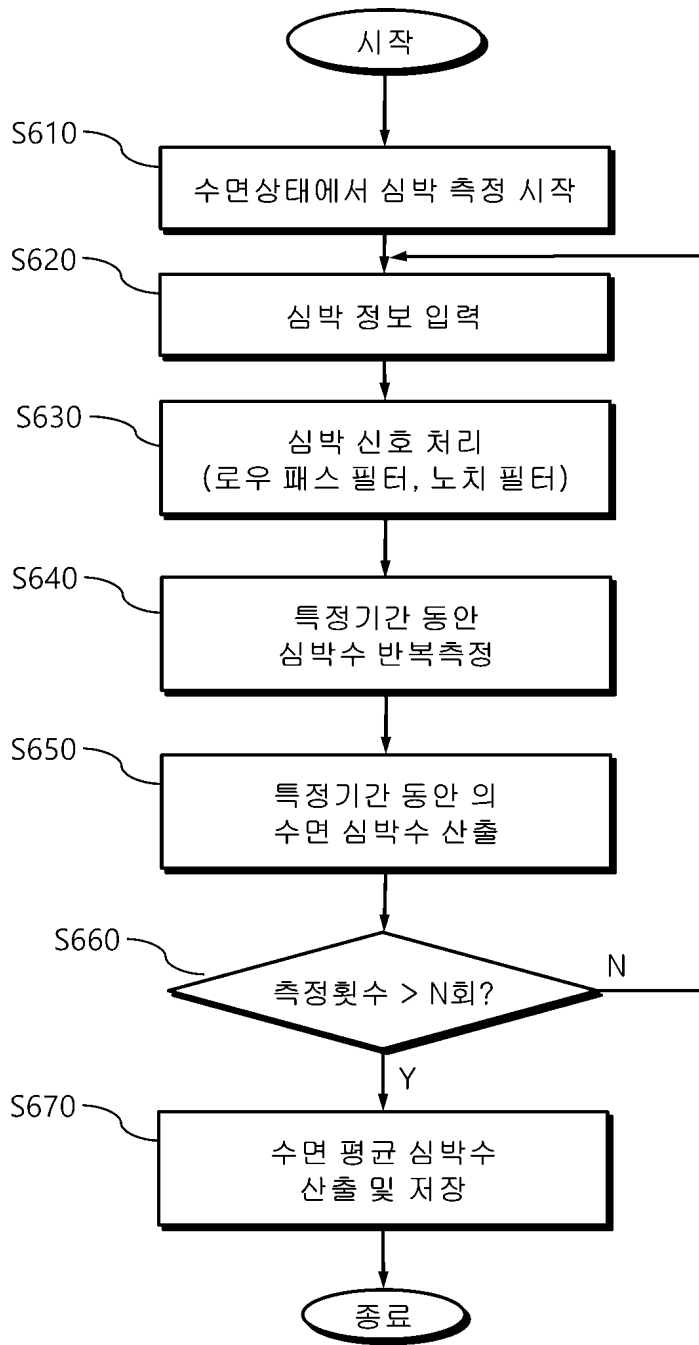 시작
S610
수면상태에서 심박 측정 시작
S620
심박 정보 입력
S630
심박 신호 처리
(로우 패스 필터, 노치 필터)
S640
특정기간 동안
심박수 반복측정
S650
특정기간 동안 의
수면 심박수 산출
S660
측정횟수 > N회?
N
Y
S670
수면 평균 심박수
산출 및 저장
종료